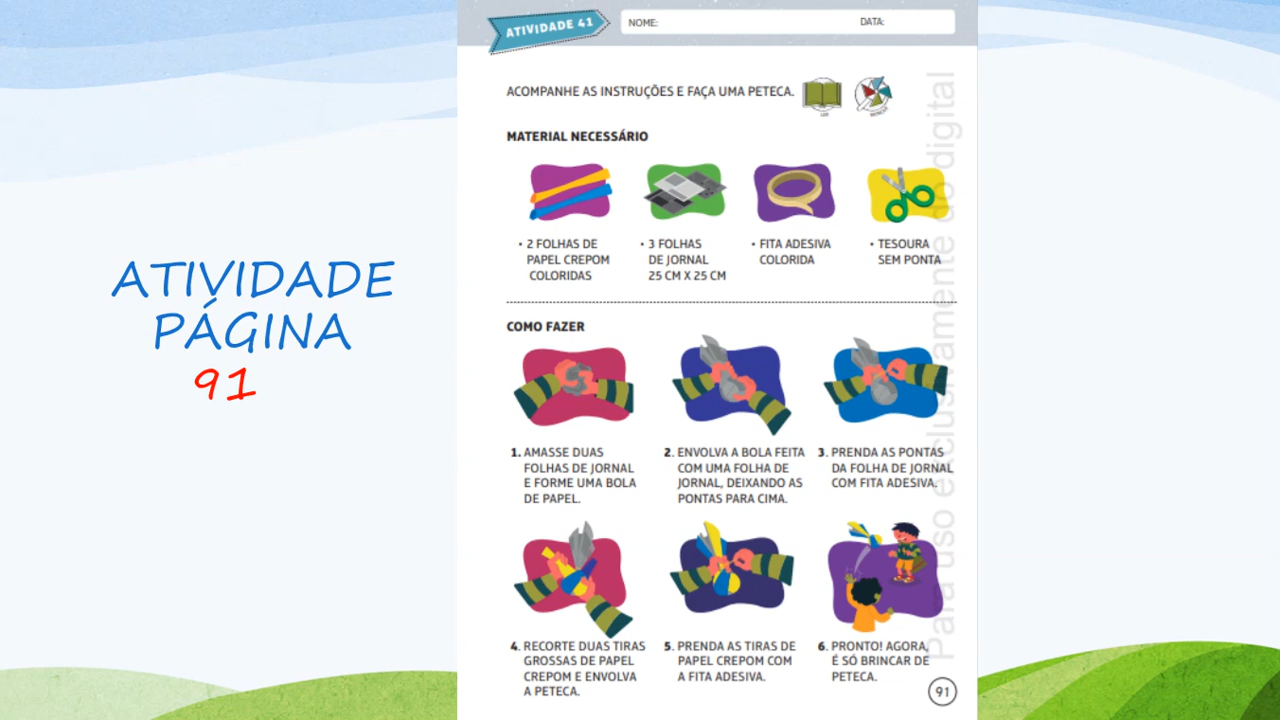 ATIVIDADE
PÁGINA
91
ATIVIDADE 41
NOME:
DATA:
ACOMPANHE AS INSTRUÇÕES E FAÇA UMA PETECA.
LER
MATERIAL NECESSÁRIO
• 2 FOLHAS DE
PAPEL CREPOM
COLORIDAS
• 3 FOLHAS
DE JORNAL
25 CM X 25 CM
• FITA ADESIVA
COLORIDA
• TESOURA
SEM PONTA
COMO FAZER
1. AMASSE DUAS
FOLHAS DE JORNAL
E FORME UMA BOLA
DE PAPEL.
2. ENVOLVA A BOLA FEITA
COM UMA FOLHA DE
JORNAL, DEIXANDO AS
PONTAS PARA CIMA.
3. PRENDA AS PONTAS
DA FOLHA DE JORNAL
COM FITA ADESIVA.
4. RECORTE DUAS TIRAS
GROSSAS DE PAPEL
CREPOM E ENVOLVA
A PETECA.
5. PRENDA AS TIRAS DE
PAPEL CREPOM COM
A FITA ADESIVA.
6. PRONTO! AGORA,
É SÓ BRINCAR DE
PETECA.
91
Para uso exclusivamente do digital